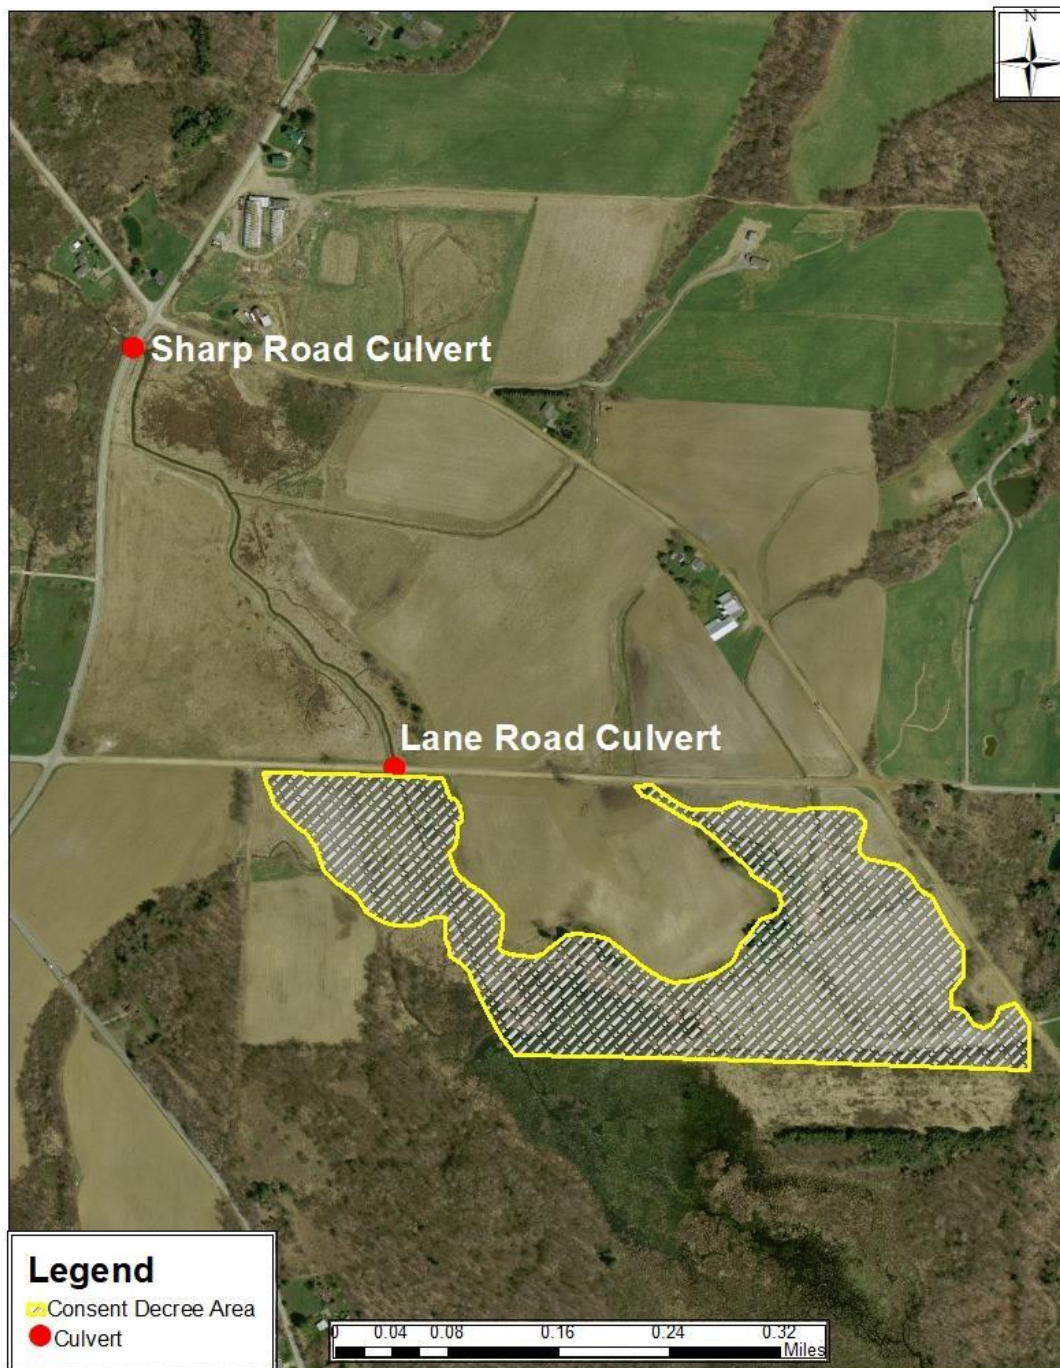 N
Sharp Road Culvert
Lane Road Culvert
Legend
Consent Decree Area
Culvert
0 0.04 0.08 0.16 0.24 0.32
Miles